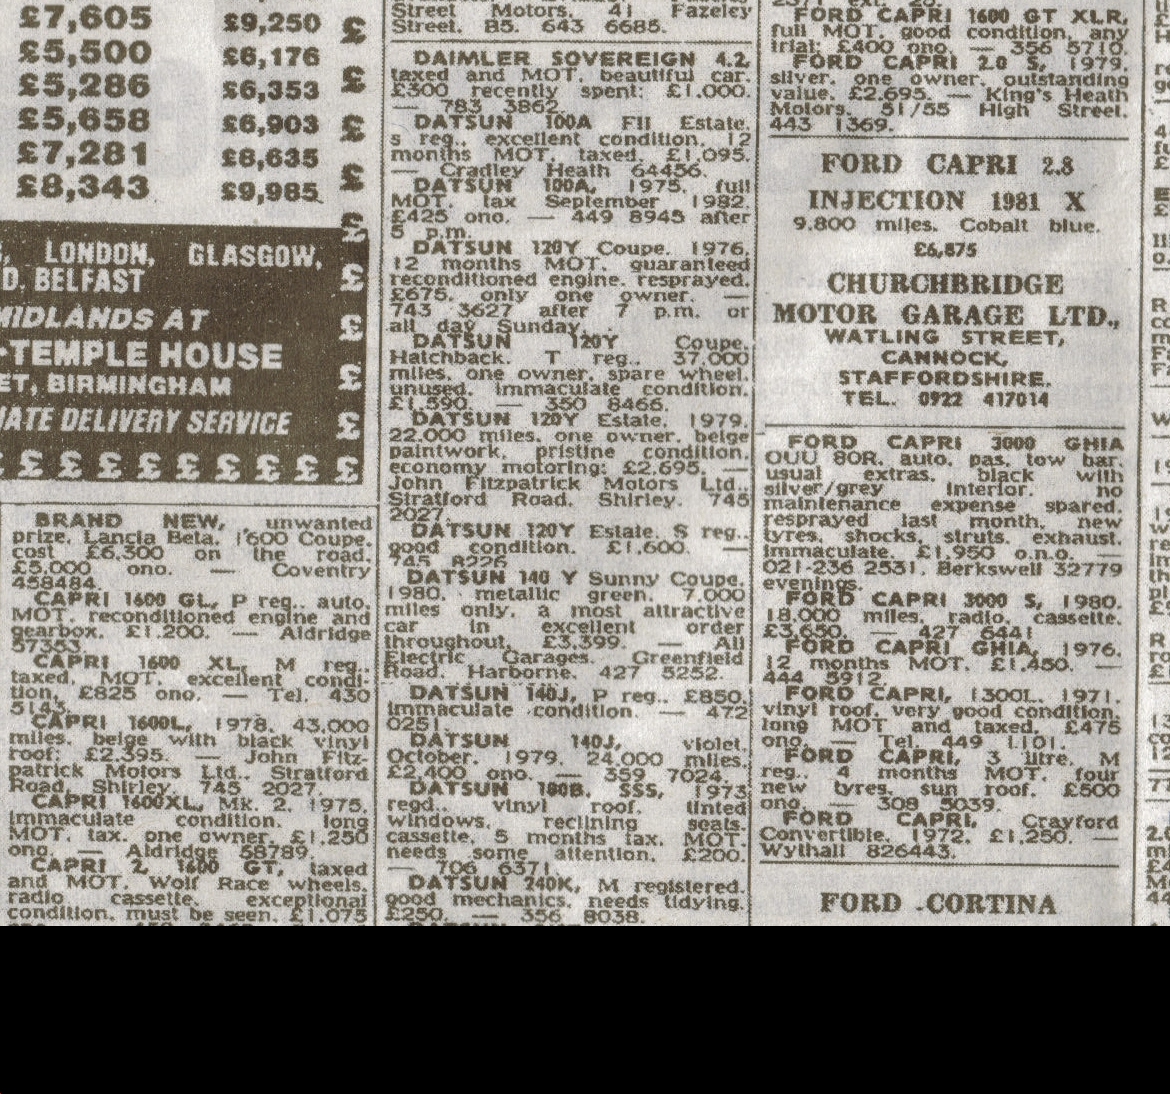 £7,605 £9,250 £
£5,500 £6,176
£5,286 £6,353 £
£5,658 £6,903 £
£7,281 £8,635
£8,343 £9,985 £
£
LONDON, GLASGOW,
D. BELFAST £
MIDLANDS AT £
TEMPLE HOUSE
ET, BIRMINGHAM £
ATE DELIVERY SERVICE £
£ £ £ £ £ £ £ £ £ £
BRAND NEW, unwanted
prize. Lancia Beta. 1600 Coupe.
cost £6,300 on the road.
£5,000 ono. — Coventry
458484.
CAPRI 1600 GL, P reg.. auto.
MOT. reconditioned engine and
gearbox. £1.200. — Aldridge
57353.
CAPRI 1600 XL, M reg..
taxed. MOT. excellent condi-
tion, £825 ono. — Tel. 430
5143.
CAPRI 1600L, 1978. 43,000
miles. beige with black vinyl
roof: £2.395. — John Fitz-
patrick Motors Ltd.. Stratford
Road, Shirley. 745 2027.
CAPRI 1600XL, Mk. 2. 1975.
immaculate condition. long
MOT. tax. one owner. £1,250
ono. — Aldridge 58789.
CAPRI 2, 1600 GT, taxed
and MOT. Wolf Race wheels.
radio cassette. exceptional
condition. must be seen. £1,075
Street Motors, 41 Fazeley
Street. B5. 643 6685.
DAIMLER SOVEREIGN 4.2,
taxed and MOT. beautiful car.
£300 recently spent: £1,000.
— 783 3862.
DATSUN 100A FII Estate.
s reg., excellent condition. 12
months MOT. taxed. £1,095.
— Cradley Heath 64456.
DATSUN 100A, 1975. full
MOT. tax September 1982.
£425 ono. — 449 8945 after
5 p.m.
DATSUN 120Y Coupe. 1976.
12 months MOT. guaranteed
reconditioned engine. resprayed.
£675. only one owner. —
743 3627 after 7 p.m. or
all day Sunday.
DATSUN 120Y Coupe.
Hatchback. T reg.. 37,000
miles. one owner. spare wheel.
unused. immaculate condition.
£1,590. — 350 8466.
DATSUN 120Y Estate. 1979.
22,000 miles. one owner. beige
paintwork, pristine condition.
economy motoring: £2.695. —
John Fitzpatrick Motors Ltd..
Stratford Road. Shirley. 745
2027.
DATSUN 120Y Estate. S reg..
good condition. £1,600. —
745 8226.
DATSUN 140 Y Sunny Coupe.
1980. metallic green. 7,000
miles only. a most attractive
car in excellent order
throughout. £3,399. — All
Electric Garages. Greenfield
Road. Harborne. 427 5252.
DATSUN 140J, P reg.. £850.
immaculate condition. — 472
0251.
DATSUN 140J, violet.
October. 1979. 24,000 miles.
£2,400 ono. — 359 7024.
DATSUN 180B. SSS, 1973
regd.. vinyl roof. tinted
windows. reclining seats.
cassette. 5 months tax. MOT.
needs some attention. £200.
— 706 6371.
DATSUN 240K, M registered.
good mechanics. needs tidying.
£250. — 356 8038.
FORD CAPRI 1600 GT XLR,
full MOT. good condition. any
trial: £400 ono. — 356 5710.
FORD CAPRI 2.0 S, 1979.
silver. one owner. outstanding
value. £2.695. — King's Heath
Motors. 51/55 High Street.
443 1369.
FORD CAPRI 2.8
INJECTION 1981 X
9.800 miles. Cobalt blue.
£6,875
CHURCHBRIDGE
MOTOR GARAGE LTD.,
WATLING STREET,
CANNOCK,
STAFFORDSHIRE.
TEL. 0922 417014
FORD CAPRI 3000 GHIA
OUU 80R. auto. pas. tow bar.
usual extras. black with
silver/grey interior. no
maintenance expense spared.
resprayed last month. new
tyres. shocks. struts. exhaust.
immaculate. £1,950 o.n.o. —
021-236 2531. Berkswell 32779
evenings.
FORD CAPRI 3000 S, 1980.
18,000 miles. radio. cassette.
£3,650. — 427 6441
FORD CAPRI GHIA, 1976.
12 months MOT. £1,450. —
444 5912.
FORD CAPRI, 1300L. 1971.
vinyl roof. very good condition.
long MOT and taxed. £475
ono. — Tel. 449 1101.
FORD CAPRI, 3 litre. M
reg.. 4 months MOT. four
new tyres. sun roof. £500
ono. — 308 5039.
FORD CAPRI, Crayford
Convertible. 1972. £1,250. —
Wythall 826443.
FORD CORTINA